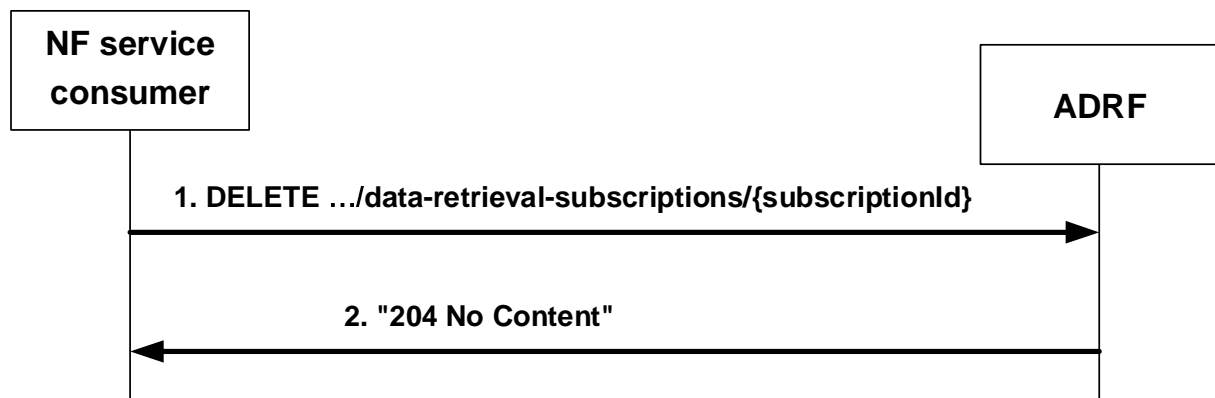 NF service
consumer
ADRF
1. DELETE …/data-retrieval-subscriptions/{subscriptionId}
2. "204 No Content"